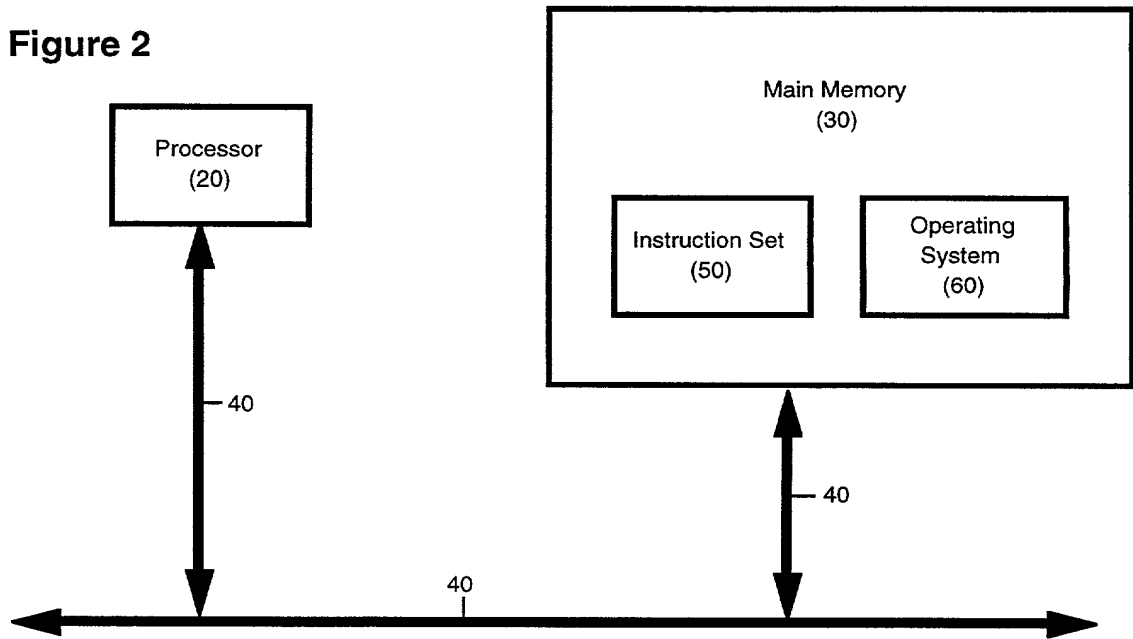 Figure 2
Main Memory
(30)
Processor
(20)
Instruction Set
(50)
Operating
System
(60)
40
40
40